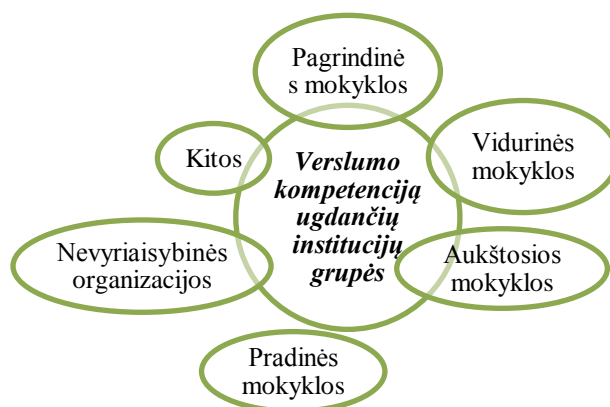 Pagrindinė
s mokyklos
Vidurinės
mokyklos
Kitos
Verslumo
kompetenciją
ugdančių
institucijų
grupės
Nevyriaisybinės
organizacijos
Aukštosios
mokyklos
Pradinės
mokyklos